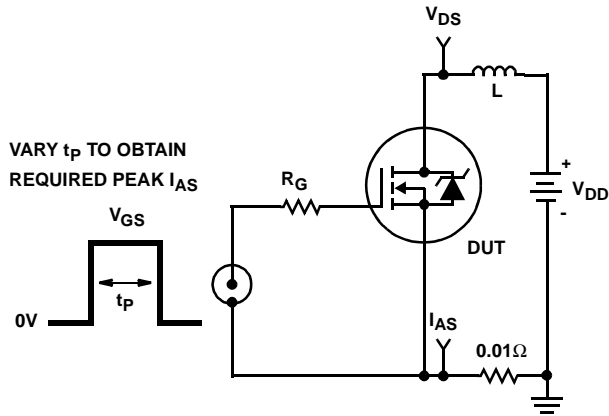 V_DS
L
VARY t_P TO OBTAIN
REQUIRED PEAK I_AS
R_G
+
V_DD
-
V_GS
DUT
t_P
0V
I_AS
0.01Ω